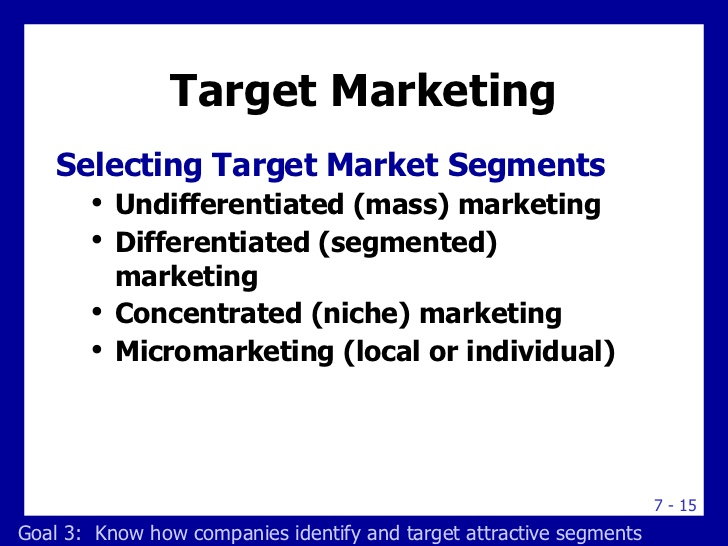 Target Marketing
Selecting Target Market Segments
• Undifferentiated (mass) marketing
• Differentiated (segmented)
marketing
• Concentrated (niche) marketing
• Micromarketing (local or individual)
7 - 15
Goal 3: Know how companies identify and target attractive segments